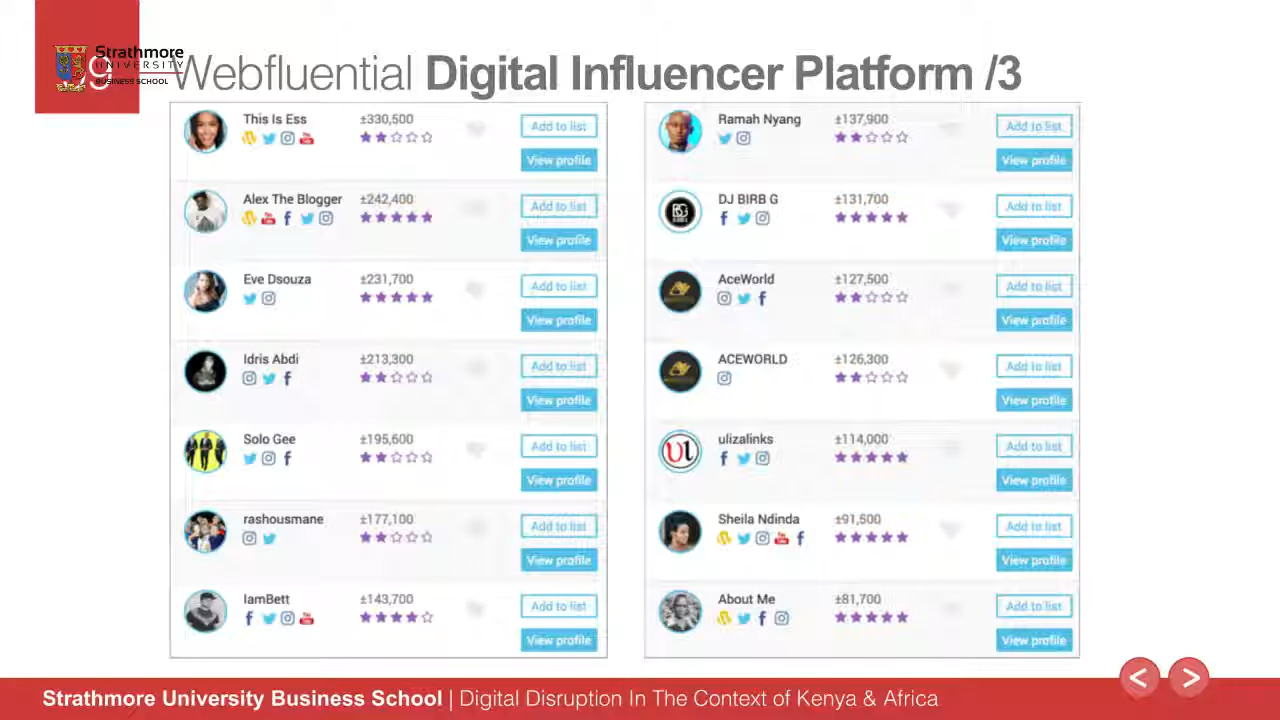 Strathmore
UNIVERSITY
BUSINESS SCHOOL
Webfluential Digital Influencer Platform /3
This Is Ess ±330,500 Add to list
View profile
Alex The Blogger ±242,400 Add to list
View profile
Eve Dsouza ±231,700 Add to list
View profile
Idris Abdi ±213,300 Add to list
View profile
Solo Gee ±195,600 Add to list
View profile
rashousmane ±177,100 Add to list
View profile
IamBett ±143,700 Add to list
View profile
Ramah Nyang ±137,900 Add to list
View profile
DJ BIRB G ±131,700 Add to list
View profile
AceWorld ±127,500 Add to list
View profile
ACEWORLD ±126,300 Add to list
View profile
ulizalinks ±114,000 Add to list
View profile
Sheila Ndinda ±91,500 Add to list
View profile
About Me ±81,700 Add to list
View profile
Strathmore University Business School | Digital Disruption In The Context of Kenya & Africa